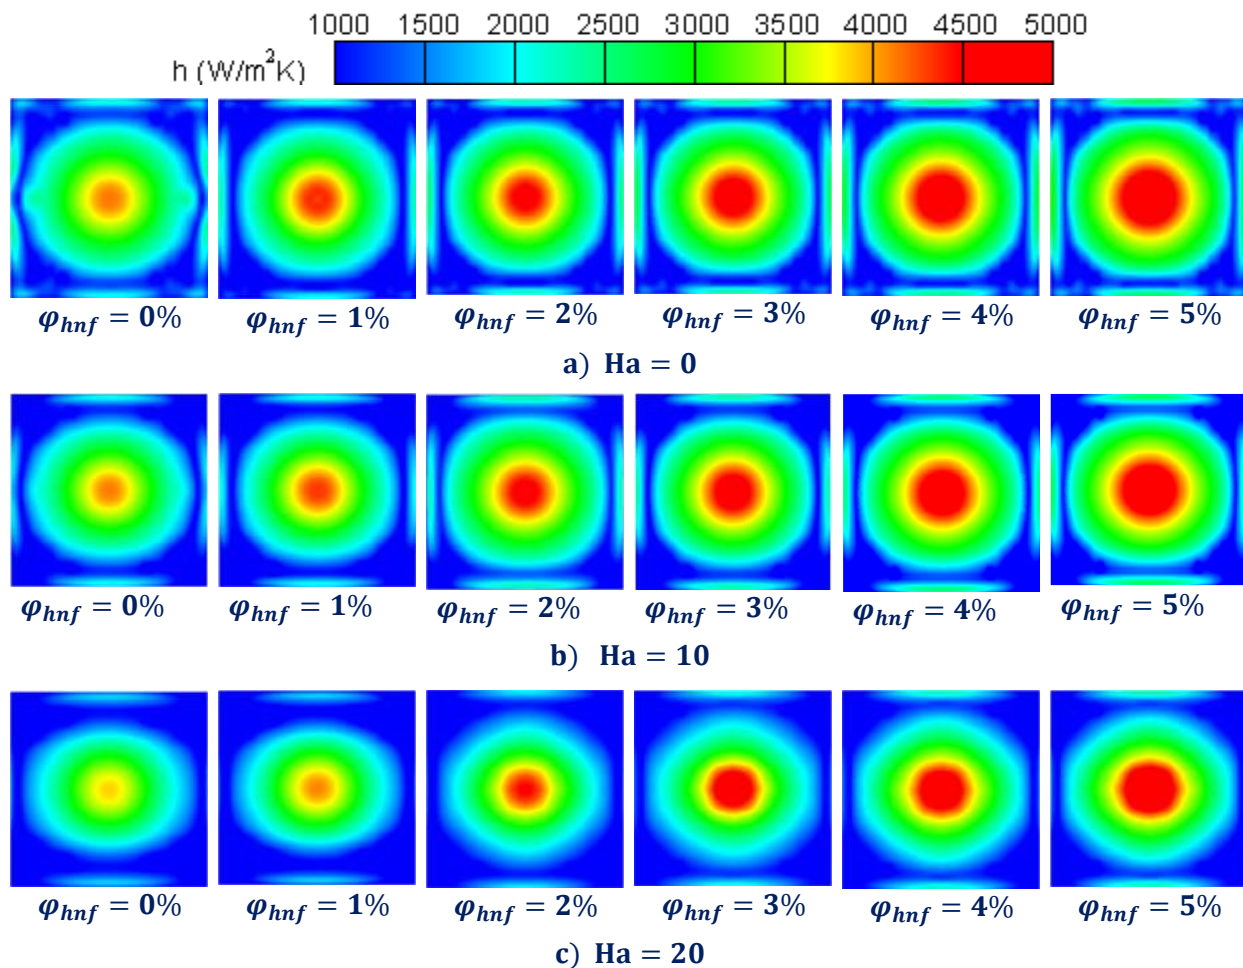 1000 1500 2000 2500 3000 3500 4000 4500 5000
h (W/m²K)
φₕₙf = 0% φₕₙf = 1% φₕₙf = 2% φₕₙf = 3% φₕₙf = 4% φₕₙf = 5%
a) Ha = 0
φₕₙf = 0% φₕₙf = 1% φₕₙf = 2% φₕₙf = 3% φₕₙf = 4% φₕₙf = 5%
b) Ha = 10
φₕₙf = 0% φₕₙf = 1% φₕₙf = 2% φₕₙf = 3% φₕₙf = 4% φₕₙf = 5%
c) Ha = 20